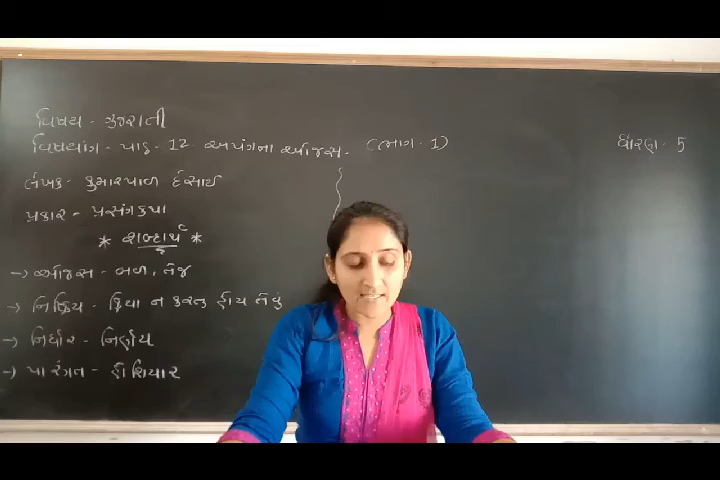 વિષય - ગુજરાતી
ધોરણ - 5
વિષયાંગ - પાઠ - 12 અપંગના ઓજસ - (ભાગ - 1)
લેખક - કુમારપાળ દેસાઈ
પ્રકાર - પ્રસંગકથા
* શબ્દાર્થ *
→ ઓજસ - બળ, તેજ
→ નિષ્ક્રિય - ક્રિયા ન કરતુ હોય તેવું
→ નિર્ધાર - નિર્ણય
→ પારંગત - હોશિયાર